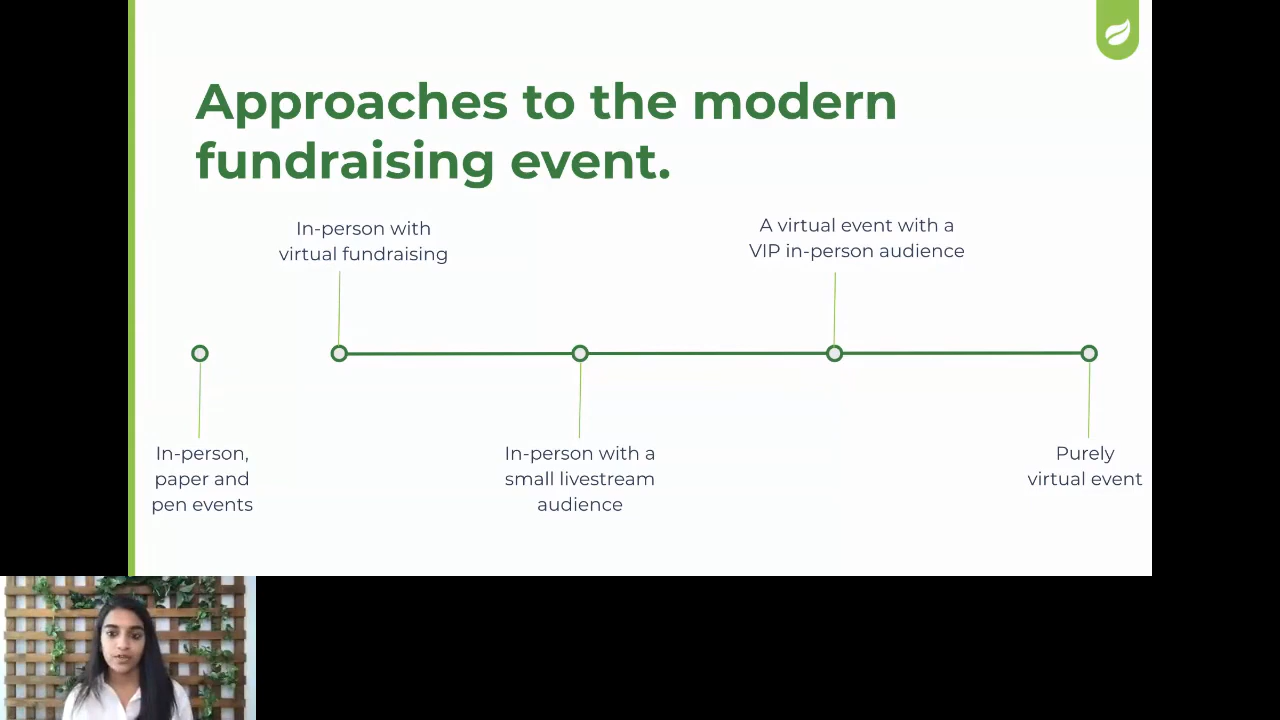 Approaches to the modern
fundraising event.
In-person with
virtual fundraising
A virtual event with a
VIP in-person audience
In-person,
paper and
pen events
In-person with a
small livestream
audience
Purely
virtual event